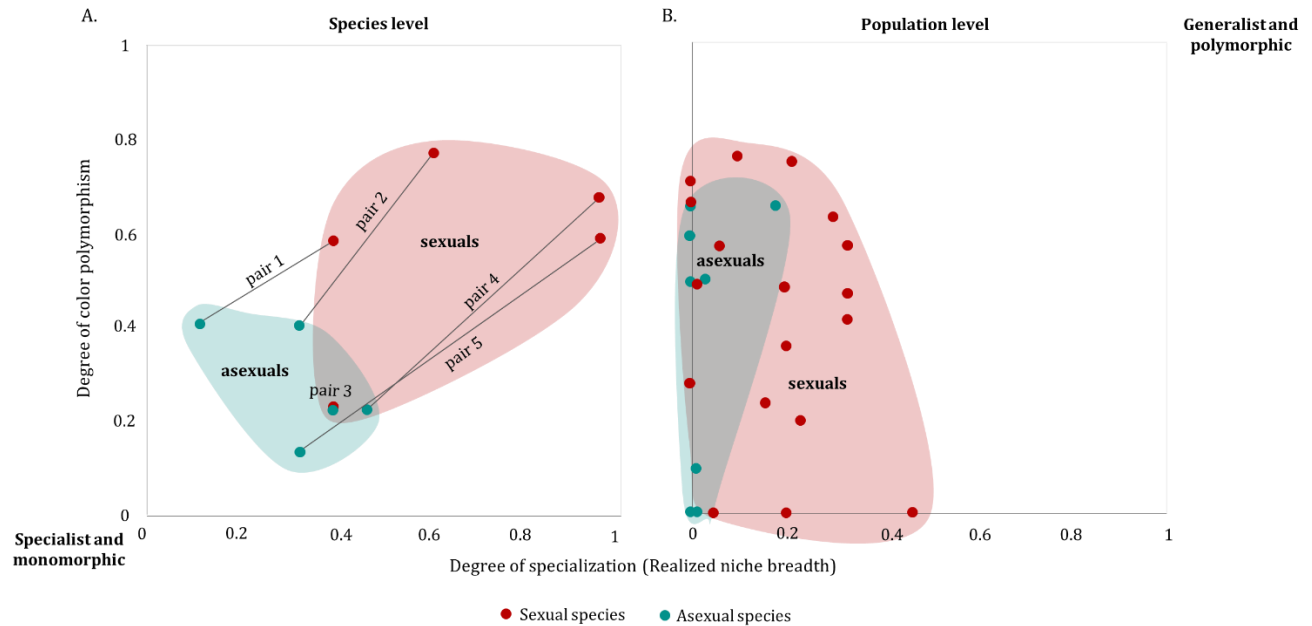 A.
Species level
B.
Population level
Generalist and
polymorphic
Degree of color polymorphism
1
0.8
0.6
0.4
0.2
0
pair 1
pair 2
sexuals
pair 4
pair 5
asexuals
pair 3
asexuals
sexuals
0
0.2
0.4
0.6
0.8
1
0
0.2
0.4
0.6
0.8
1
Specialist and
monomorphic
Degree of specialization (Realized niche breadth)
Sexual species
Asexual species